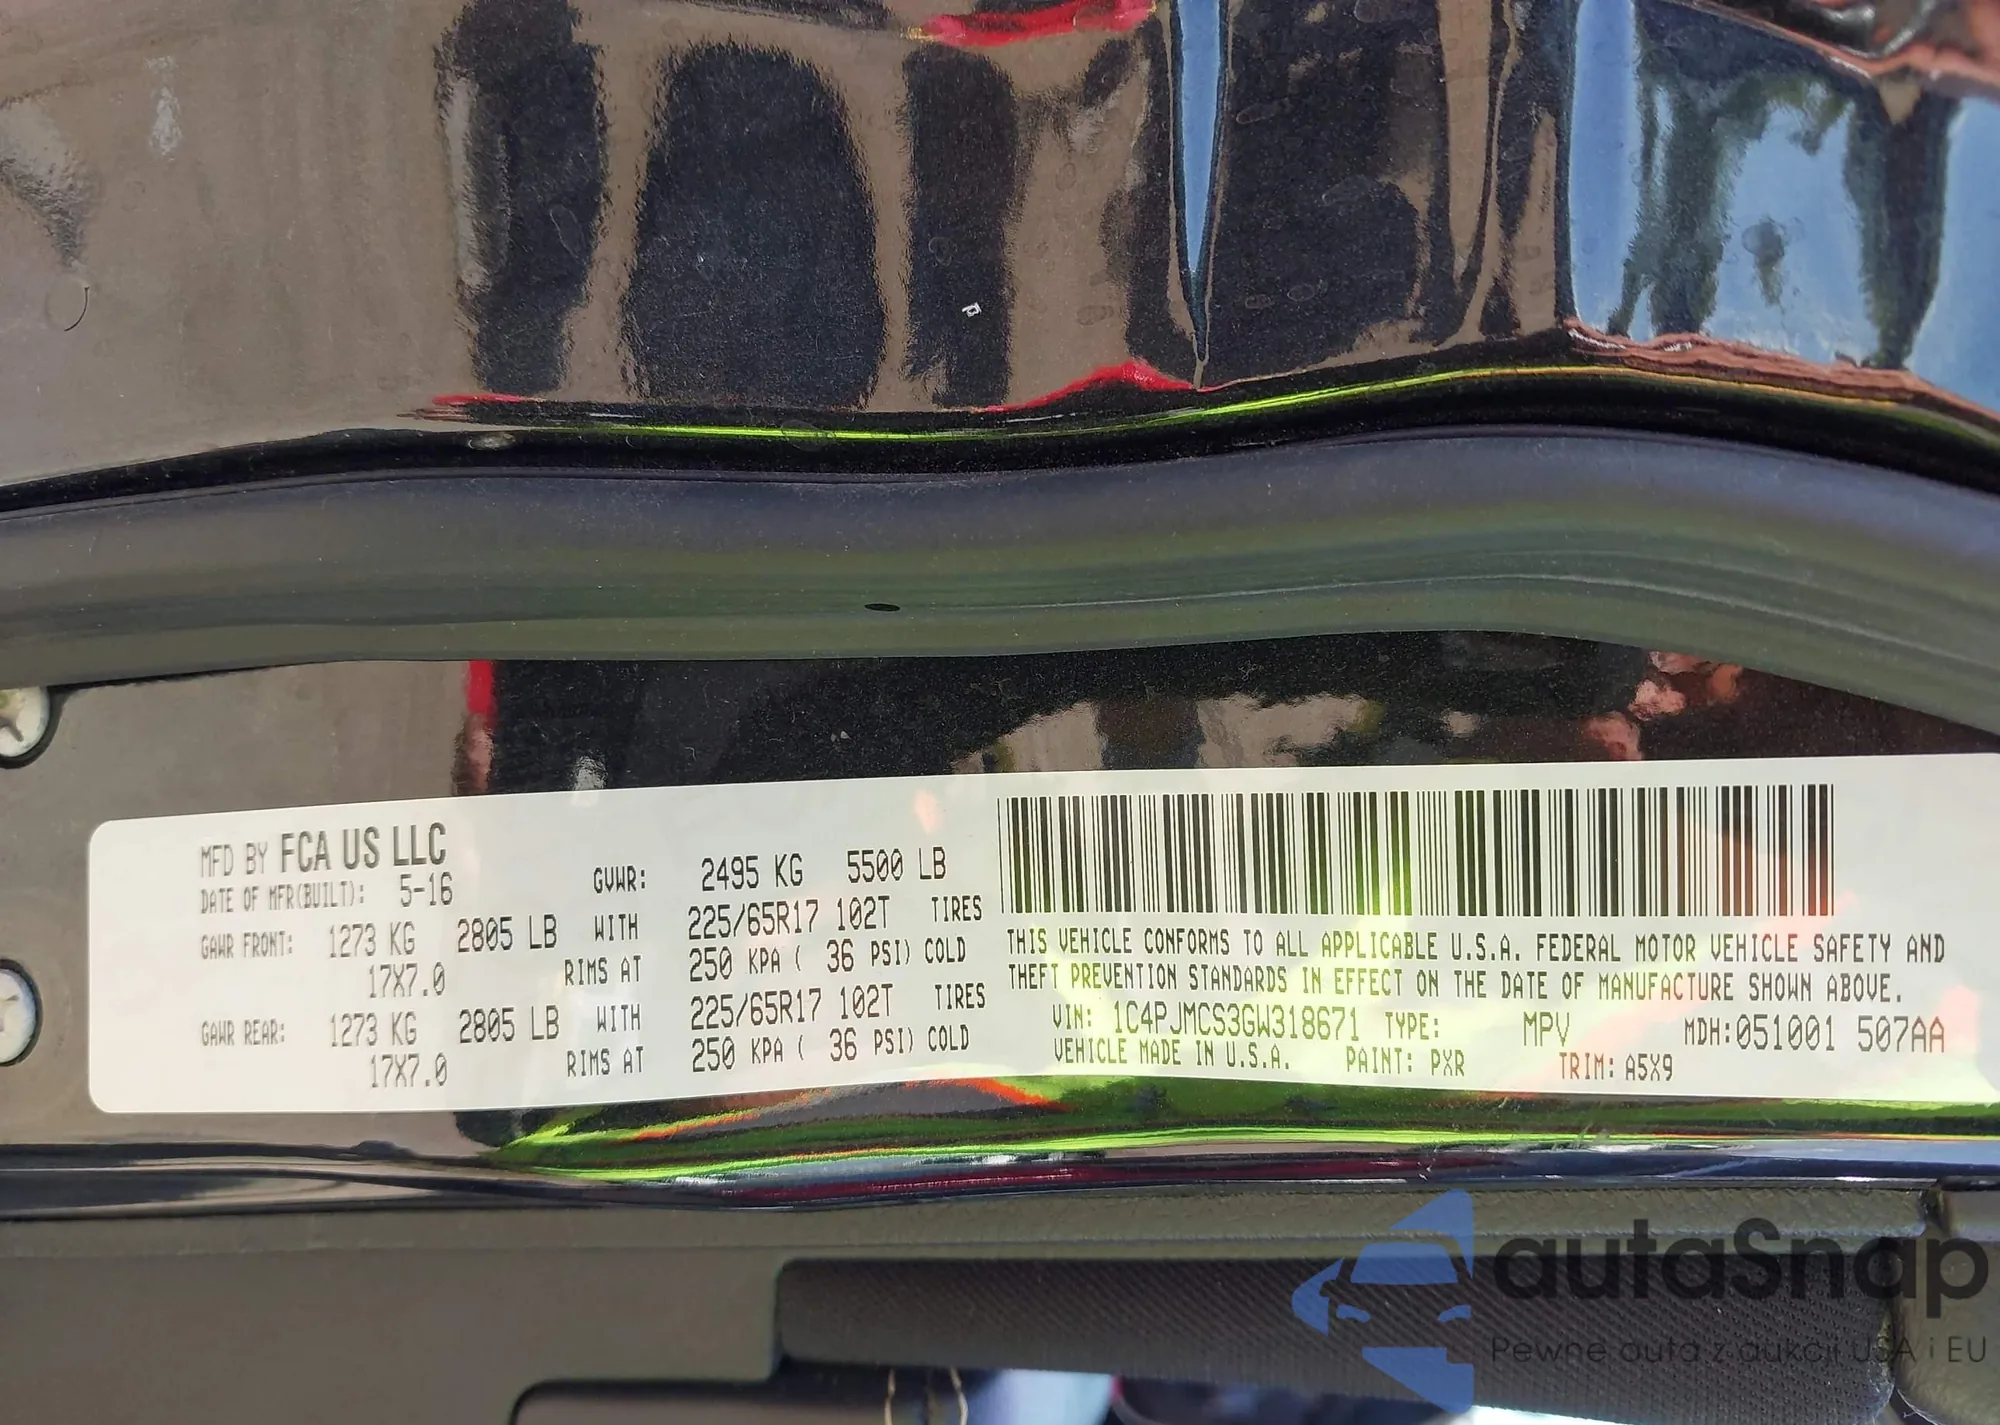 MFD BY FCA US LLC
DATE OF MFR(BUILT): 5-16 GVWR: 2495 KG 5500 LB
GAWR FRONT: 1273 KG 2805 LB WITH 225/65R17 102T TIRES
17X7.0 RIMS AT 250 KPA ( 36 PSI) COLD
GAWR REAR: 1273 KG 2805 LB WITH 225/65R17 102T TIRES
17X7.0 RIMS AT 250 KPA ( 36 PSI) COLD
THIS VEHICLE CONFORMS TO ALL APPLICABLE U.S.A. FEDERAL MOTOR VEHICLE SAFETY AND
THEFT PREVENTION STANDARDS IN EFFECT ON THE DATE OF MANUFACTURE SHOWN ABOVE.
VIN: 1C4PJMCS3GW318671 TYPE: MPV MDH:051001 507AA
VEHICLE MADE IN U.S.A. PAINT: PXR TRIM: A5X9
autaSnap
Pewne auta z aukcji USA i EU